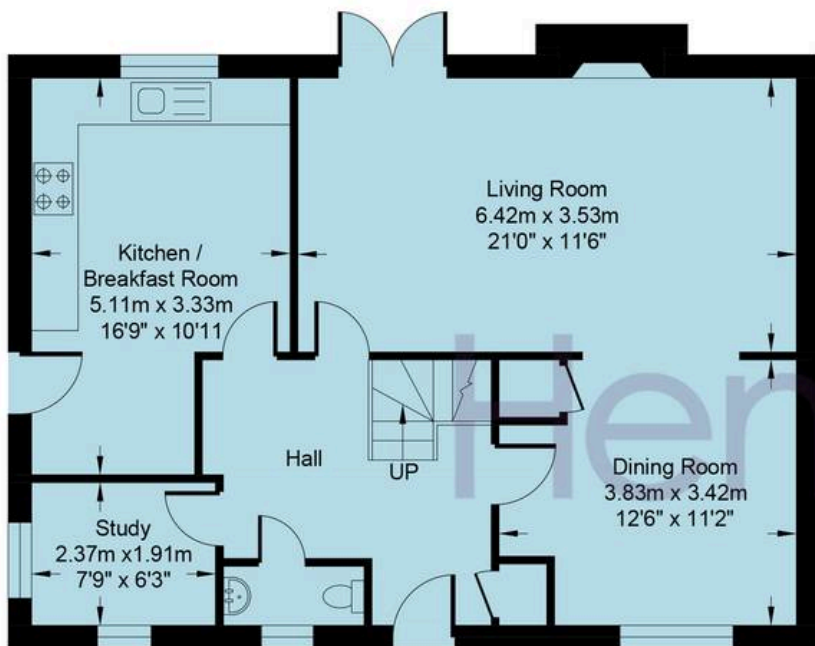 Living Room
6.42m x 3.53m
21'0" x 11'6"
Kitchen /
Breakfast Room
5.11m x 3.33m
16'9" x 10'11
Hall
UP
Dining Room
3.83m x 3.42m
12'6" x 11'2"
Study
2.37m x1.91m
7'9" x 6'3"
Her